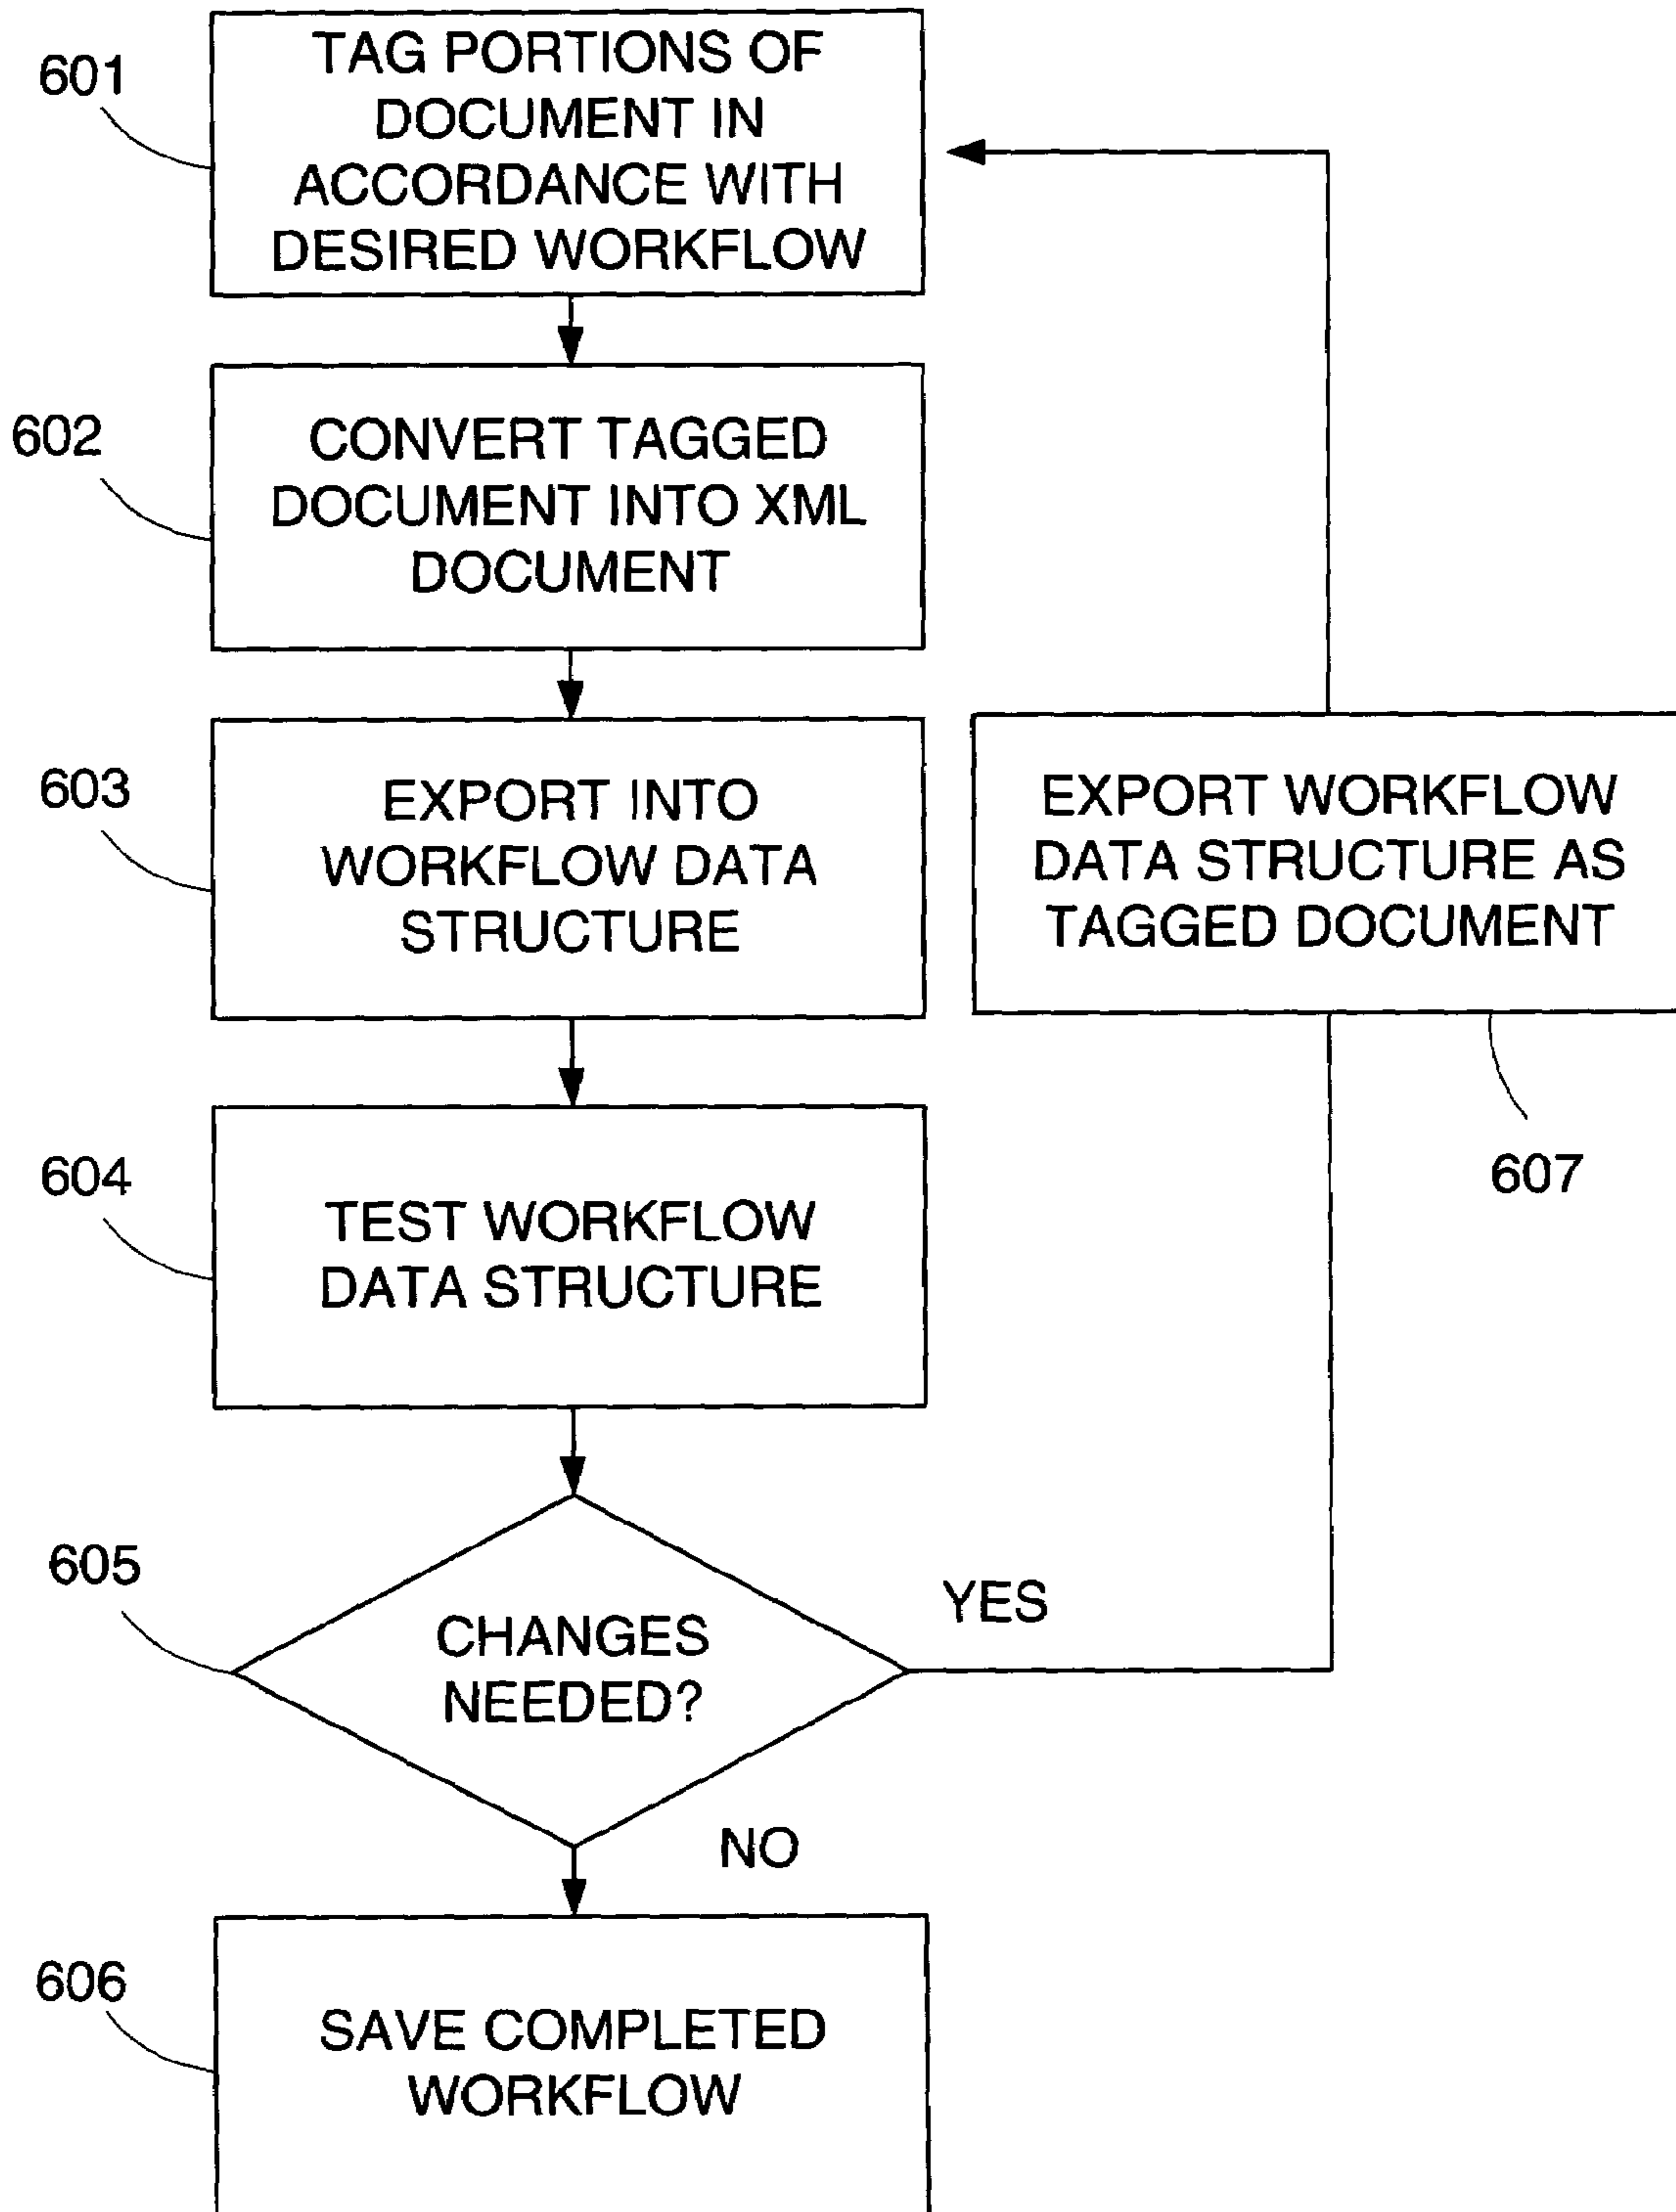 601
TAG PORTIONS OF
DOCUMENT IN
ACCORDANCE WITH
DESIRED WORKFLOW
602
CONVERT TAGGED
DOCUMENT INTO XML
DOCUMENT
603
EXPORT INTO
WORKFLOW DATA
STRUCTURE
EXPORT WORKFLOW
DATA STRUCTURE AS
TAGGED DOCUMENT
607
604
TEST WORKFLOW
DATA STRUCTURE
605
CHANGES
NEEDED?
YES
NO
606
SAVE COMPLETED
WORKFLOW